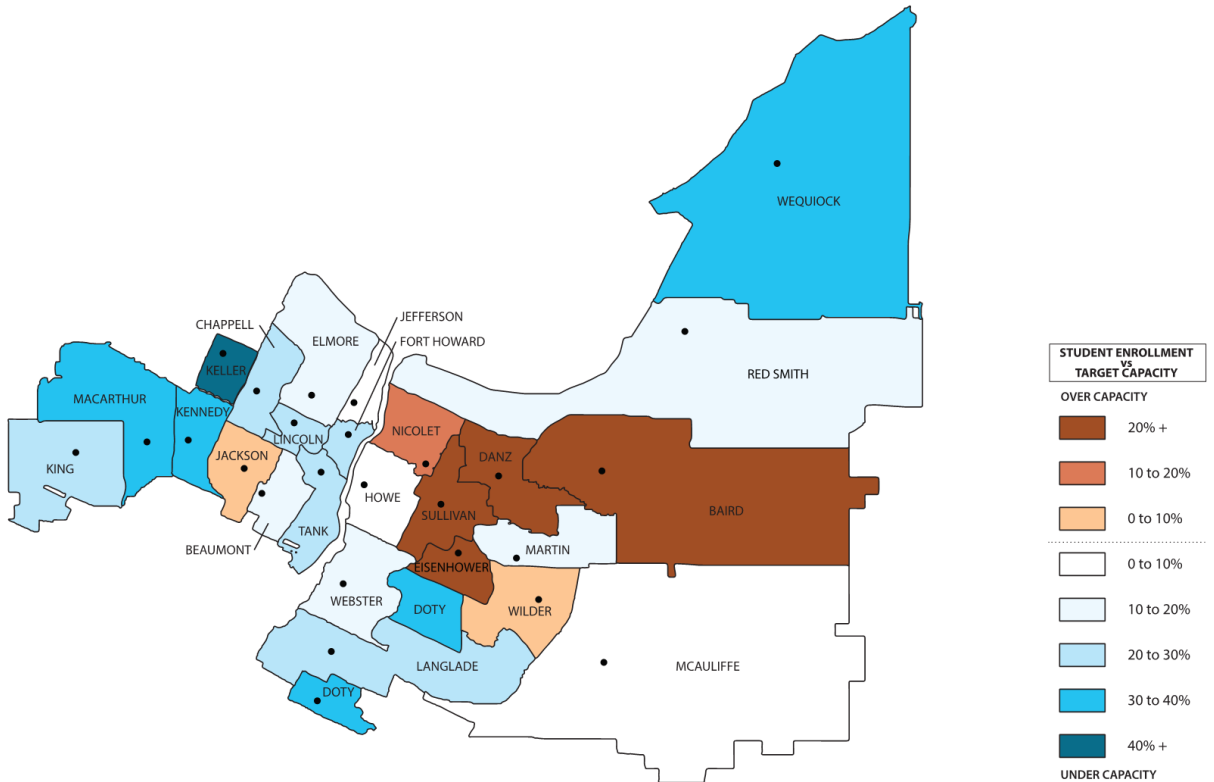 WEQUIOCK
JEFFERSON
CHAPPELL
FORT HOWARD
ELMORE
KELLER
RED SMITH
MACARTHUR
KENNEDY
NICOLET
LINCOLN
JACKSON
DANZ
KING
HOWE
SULLIVAN
BAIRD
TANK
BEAUMONT
MARTIN
EISENHOWER
WEBSTER
DOTY
WILDER
LANGLADE
MCAULIFFE
DOTY
STUDENT ENROLLMENT
vs
TARGET CAPACITY
OVER CAPACITY
20% +
10 to 20%
0 to 10%
0 to 10%
10 to 20%
20 to 30%
30 to 40%
40% +
UNDER CAPACITY